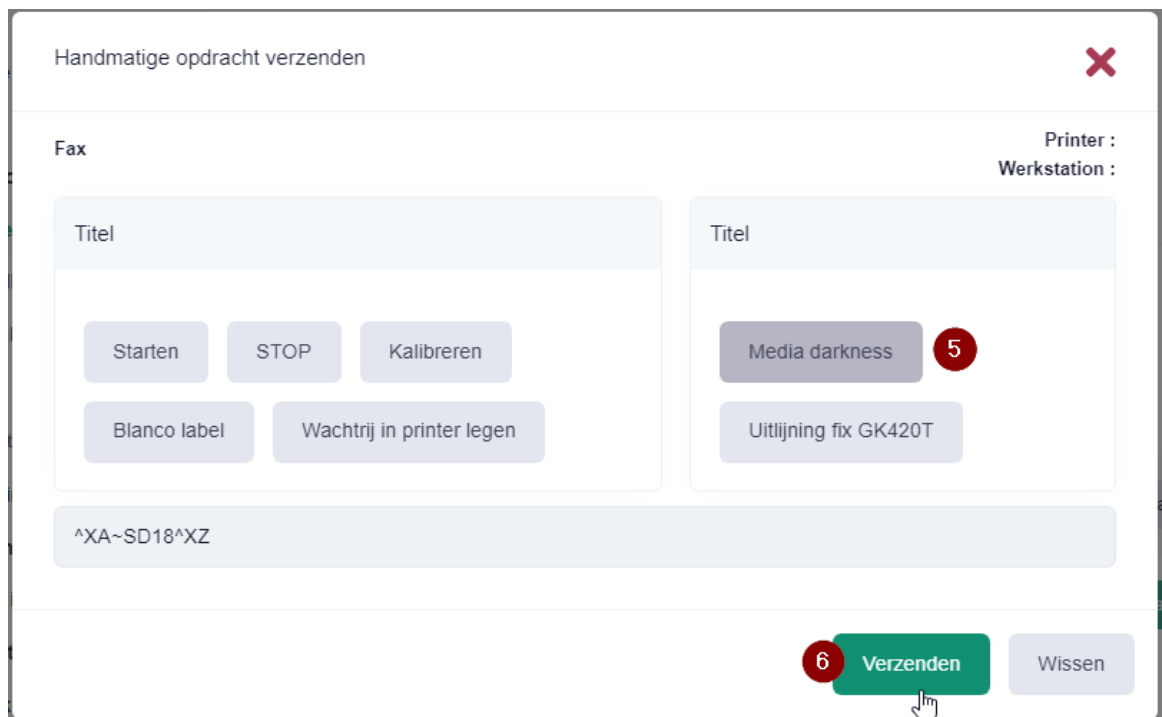 Handmatige opdracht verzenden
Fax
Printer :
Werkstation :
Titel
Starten
STOP
Kalibreren
Blanco label
Wachtrij in printer legen
Titel
Media darkness
5
Uitlijning fix GK420T
^XA~SD18^XZ
6
Verzenden
Wissen